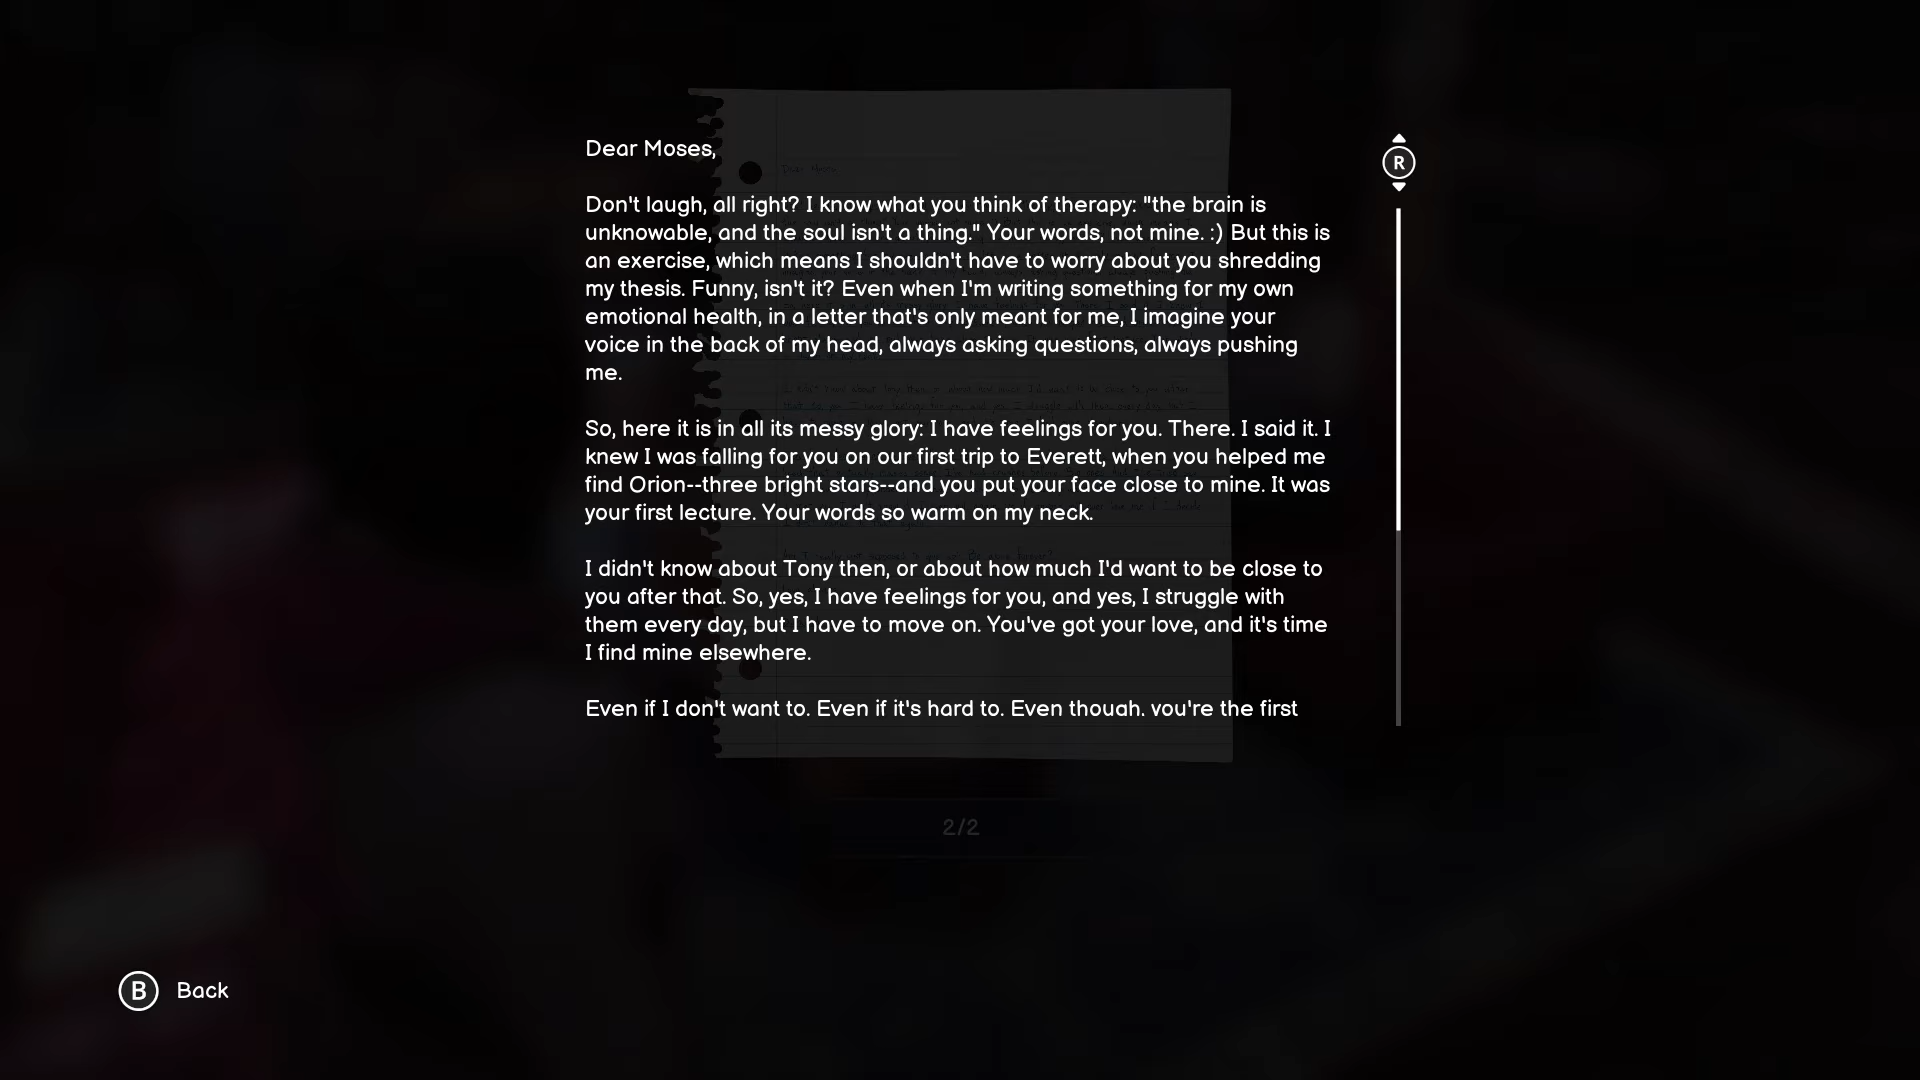 Dear Moses,
Don't laugh, all right? I know what you think of therapy: "the brain is
unknowable, and the soul isn't a thing." Your words, not mine. :) But this is
an exercise, which means I shouldn't have to worry about you shredding
my thesis. Funny, isn't it? Even when I'm writing something for my own
emotional health, in a letter that's only meant for me, I imagine your
voice in the back of my head, always asking questions, always pushing
me.
So, here it is in all its messy glory: I have feelings for you. There. I said it. I
knew I was falling for you on our first trip to Everett, when you helped me
find Orion--three bright stars--and you put your face close to mine. It was
your first lecture. Your words so warm on my neck.
I didn't know about Tony then, or about how much I'd want to be close to
you after that. So, yes, I have feelings for you, and yes, I struggle with
them every day, but I have to move on. You've got your love, and it's time
I find mine elsewhere.
Even if I don't want to. Even if it's hard to. Even though, you're the first
R
2/2
B Back